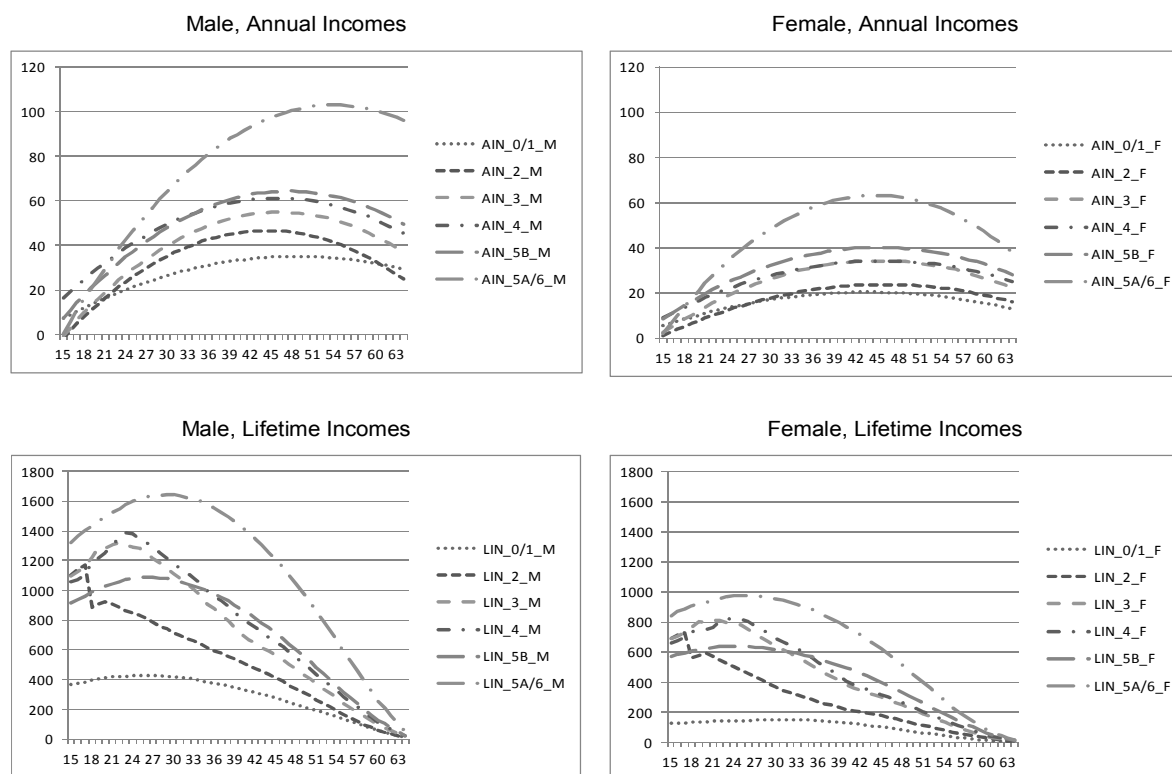 Male, Annual Incomes
120
100
80
60
40
20
0
15 18 21 24 27 30 33 36 39 42 45 48 51 54 57 60 63
AIN_0/1_M
AIN_2_M
AIN_3_M
AIN_4_M
AIN_5B_M
AIN_5A/6_M
Female, Annual Incomes
120
100
80
60
40
20
0
15 18 21 24 27 30 33 36 39 42 45 48 51 54 57 60 63
AIN_0/1_F
AIN_2_F
AIN_3_F
AIN_4_F
AIN_5B_F
AIN_5A/6_F
Male, Lifetime Incomes
1800
1600
1400
1200
1000
800
600
400
200
0
15 18 21 24 27 30 33 36 39 42 45 48 51 54 57 60 63
LIN_0/1_M
LIN_2_M
LIN_3_M
LIN_4_M
LIN_5B_M
LIN_5A/6_M
Female, Lifetime Incomes
1800
1600
1400
1200
1000
800
600
400
200
0
15 18 21 24 27 30 33 36 39 42 45 48 51 54 57 60 63
LIN_0/1_F
LIN_2_F
LIN_3_F
LIN_4_F
LIN_5B_F
LIN_5A/6_F